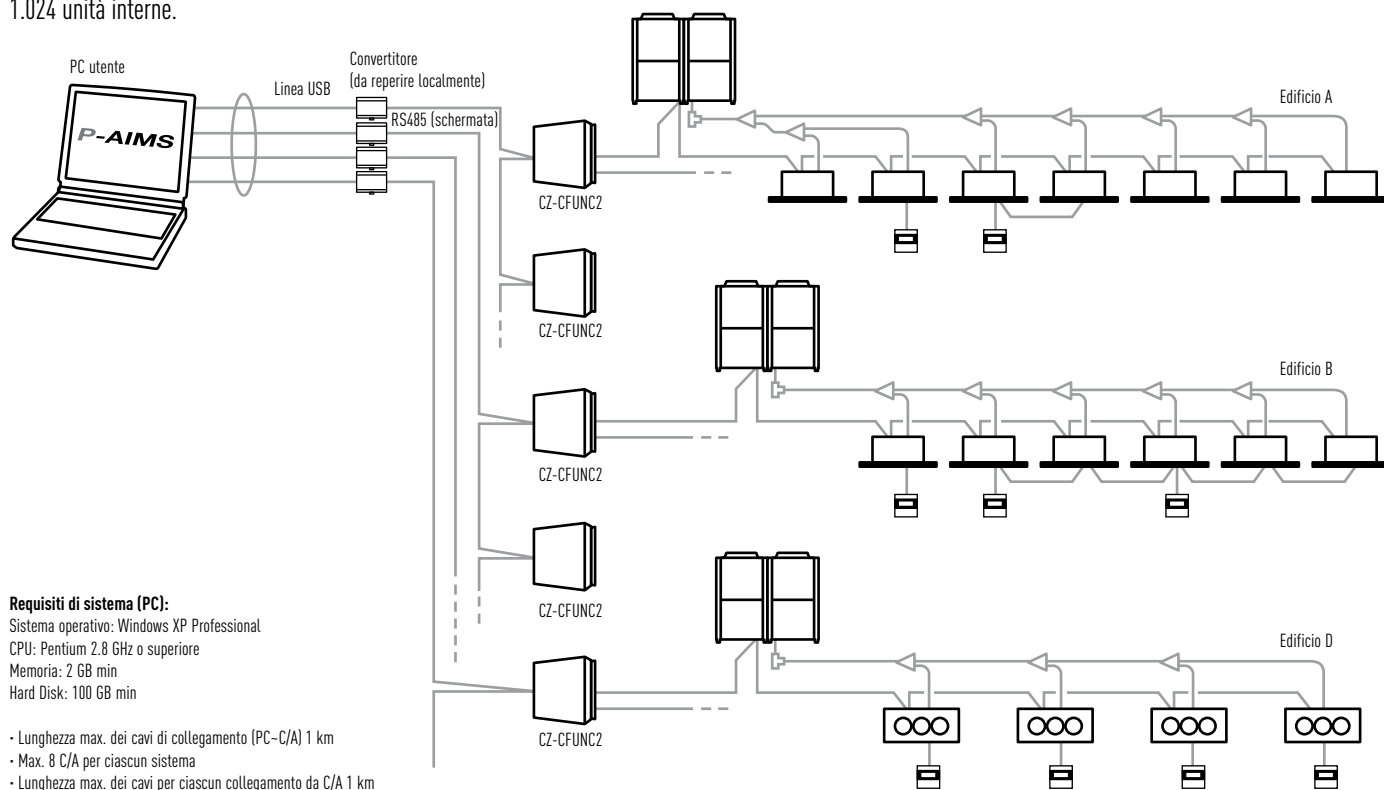 1.024 unità interne.
PC utente
Linea USB
Convertitore
(da reperire localmente)
RS485 (schermata)
P-AIMS
CZ-CFUNC2
Edificio A
CZ-CFUNC2
Edificio B
CZ-CFUNC2
CZ-CFUNC2
Edificio D
CZ-CFUNC2
Requisiti di sistema (PC):
Sistema operativo: Windows XP Professional
CPU: Pentium 2.8 GHz o superiore
Memoria: 2 GB min
Hard Disk: 100 GB min
· Lunghezza max. dei cavi di collegamento (PC~C/A) 1 km
· Max. 8 C/A per ciascun sistema
· Lunghezza max. dei cavi per ciascun collegamento da C/A 1 km